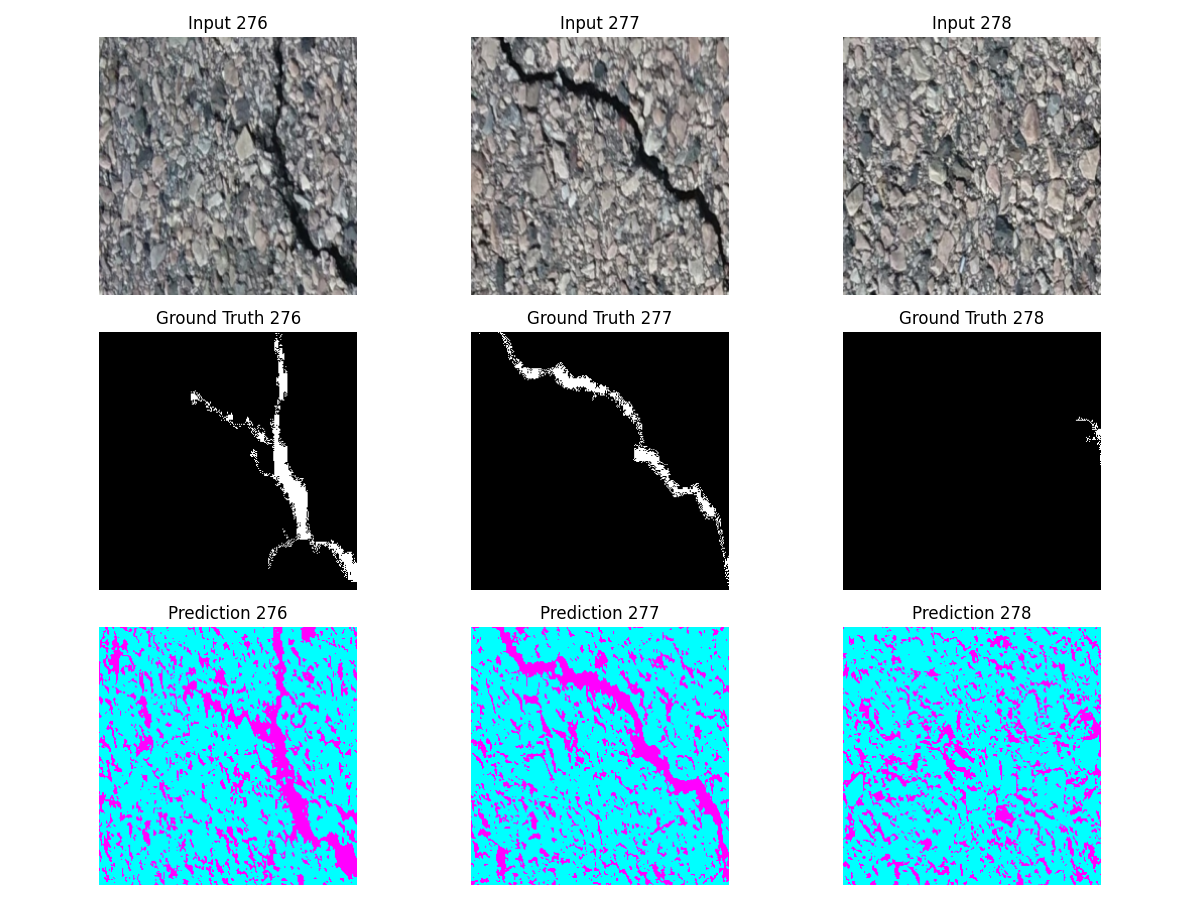 Input 276
Input 277
Input 278
Ground Truth 276
Ground Truth 277
Ground Truth 278
Prediction 276
Prediction 277
Prediction 278